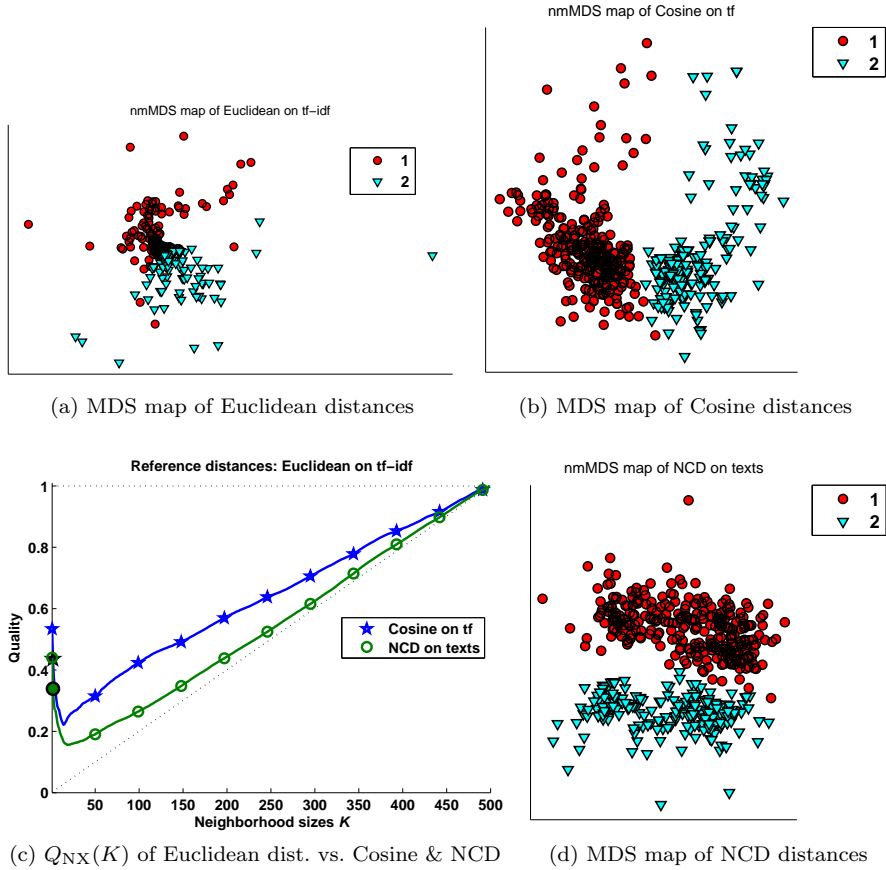 nmMDS map of Euclidean on tf-idf
1
2
(a) MDS map of Euclidean distances
nmMDS map of Cosine on tf
1
2
(b) MDS map of Cosine distances
Reference distances: Euclidean on tf-idf
Quality
1
0.8
0.6
0.4
0.2
0
50 100 150 200 250 300 350 400 450 500
Neighborhood sizes K
Cosine on tf
NCD on texts
(c) QNX(K) of Euclidean dist. vs. Cosine & NCD
nmMDS map of NCD on texts
1
2
(d) MDS map of NCD distances